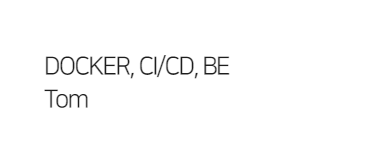 DOCKER, CI/CD, BE
Tom